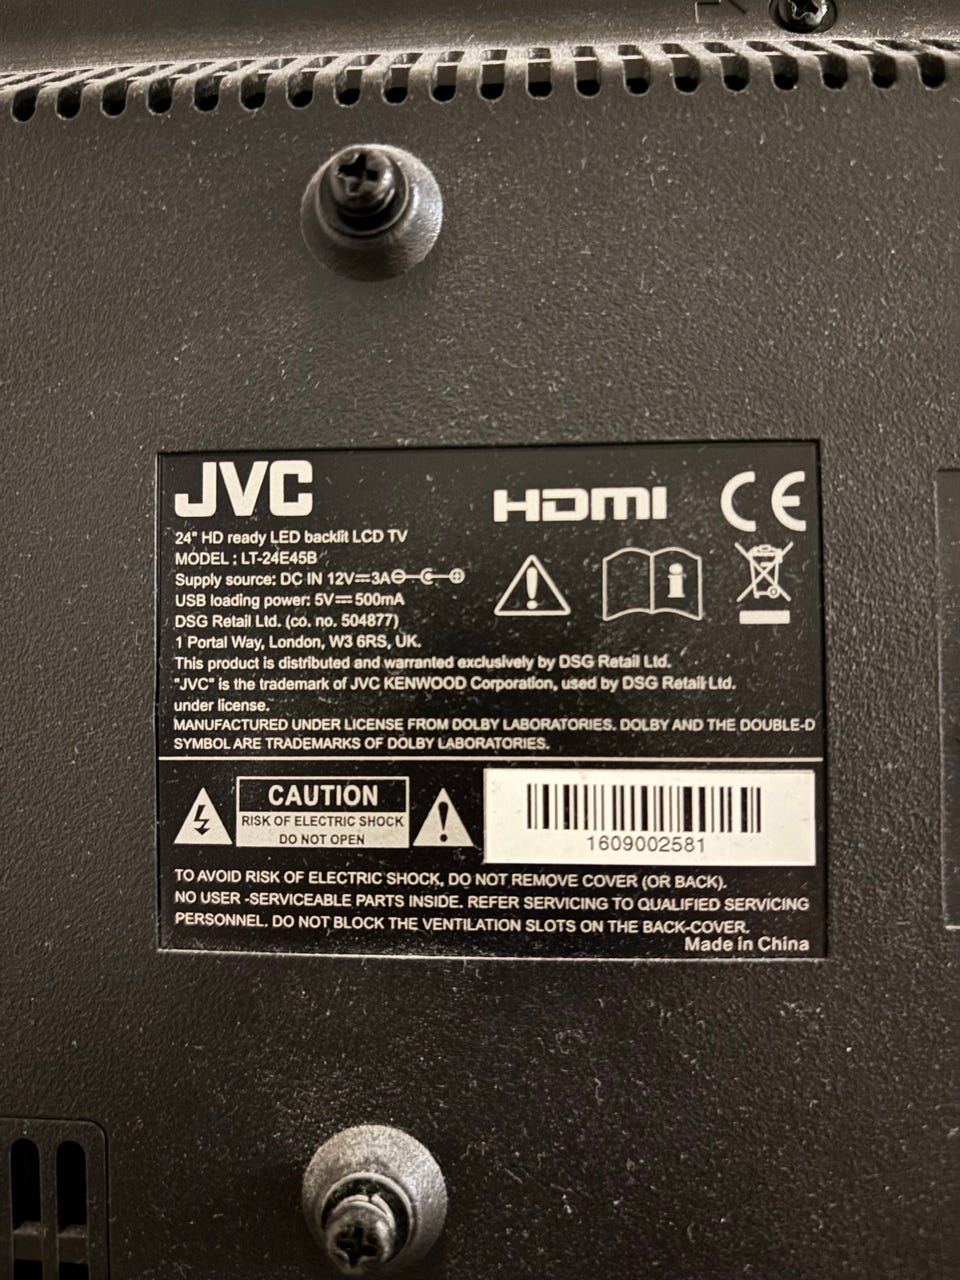 JVC
HDMI
CE
24" HD ready LED backlit LCD TV
MODEL : LT-24E45B
Supply source: DC IN 12V⎓3A
USB loading power: 5V⎓500mA
DSG Retail Ltd. (co. no. 504877)
1 Portal Way, London, W3 6RS, UK.
This product is distributed and warranted exclusively by DSG Retail Ltd.
"JVC" is the trademark of JVC KENWOOD Corporation, used by DSG Retail Ltd.
under license.
MANUFACTURED UNDER LICENSE FROM DOLBY LABORATORIES. DOLBY AND THE DOUBLE-D
SYMBOL ARE TRADEMARKS OF DOLBY LABORATORIES.
CAUTION
RISK OF ELECTRIC SHOCK
DO NOT OPEN
1609002581
TO AVOID RISK OF ELECTRIC SHOCK, DO NOT REMOVE COVER (OR BACK).
NO USER -SERVICEABLE PARTS INSIDE. REFER SERVICING TO QUALIFIED SERVICING
PERSONNEL. DO NOT BLOCK THE VENTILATION SLOTS ON THE BACK-COVER.
Made in China